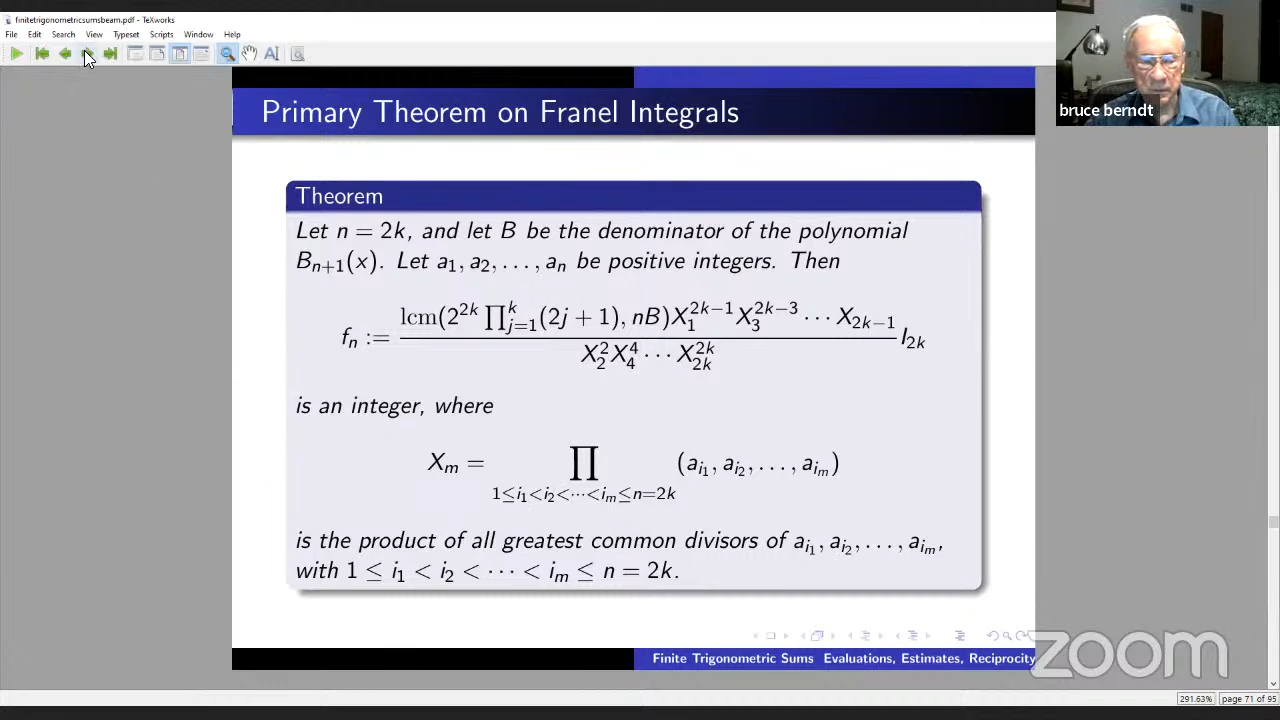 finitetrigonometricsumsbeam.pdf - TeXworks
File Edit Search View Typeset Scripts Window Help
bruce berndt
Primary Theorem on Franel Integrals
Theorem
Let n = 2k, and let B be the denominator of the polynomial
B_{n+1}(x). Let a_1, a_2, . . . , a_n be positive integers. Then
f_n := \frac{lcm(2^{2k} ∏_{j=1}^{k}(2j + 1), nB)X_1^{2k−1}X_3^{2k−3} · · · X_{2k−1}}{X_2^2 X_4^4 · · · X_{2k}^{2k}} I_{2k}
is an integer, where
X_m = ∏_{1≤i_1<i_2<···<i_m≤n=2k} (a_{i_1}, a_{i_2}, . . . , a_{i_m})
is the product of all greatest common divisors of a_{i_1}, a_{i_2}, . . . , a_{i_m},
with 1 ≤ i_1 < i_2 < · · · < i_m ≤ n = 2k.
Finite Trigonometric Sums Evaluations, Estimates, Reciprocity
zoom
291.63% page 71 of 95